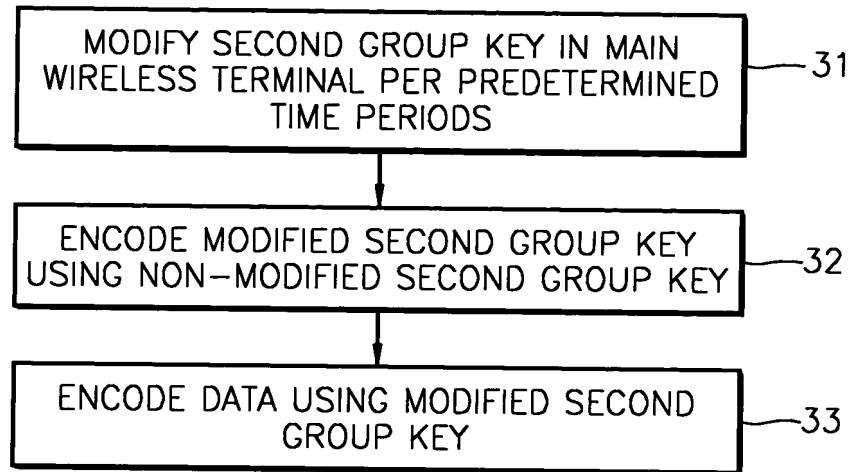 MODIFY SECOND GROUP KEY IN MAIN
WIRELESS TERMINAL PER PREDETERMINED
TIME PERIODS
31
ENCODE MODIFIED SECOND GROUP KEY
USING NON-MODIFIED SECOND GROUP KEY
32
ENCODE DATA USING MODIFIED SECOND
GROUP KEY
33